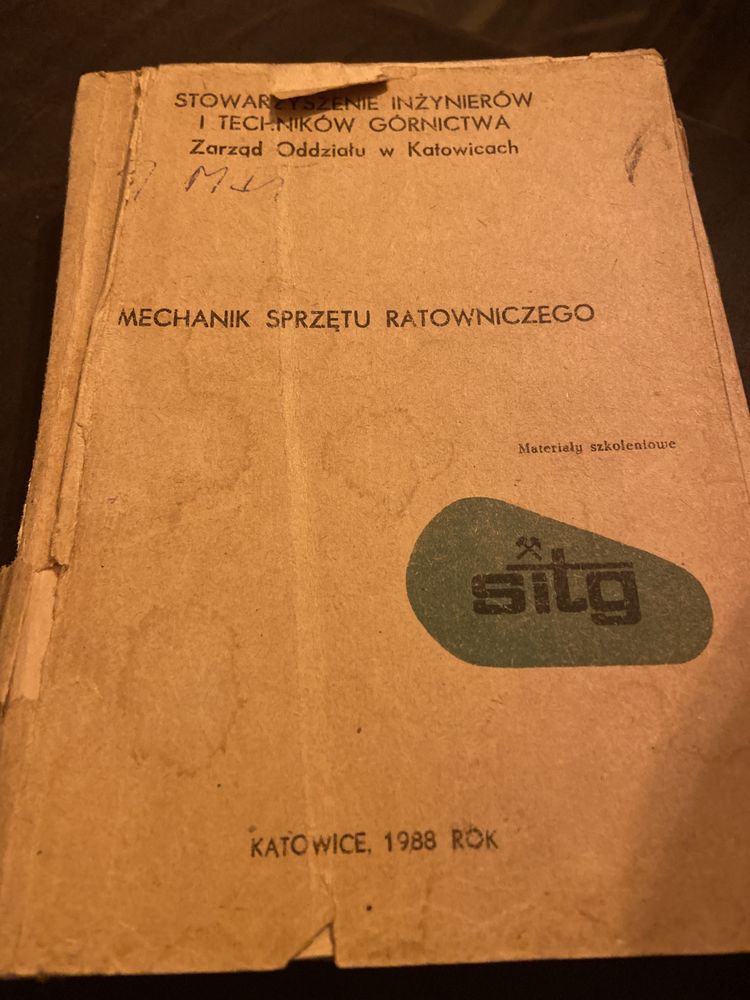 STOWARZYSZENIE INŻYNIERÓW
I TECHNIKÓW GÓRNICTWA
Zarząd Oddziału w Katowicach
MECHANIK SPRZĘTU RATOWNICZEGO
Materiały szkoleniowe
sitg
KATOWICE, 1988 ROK